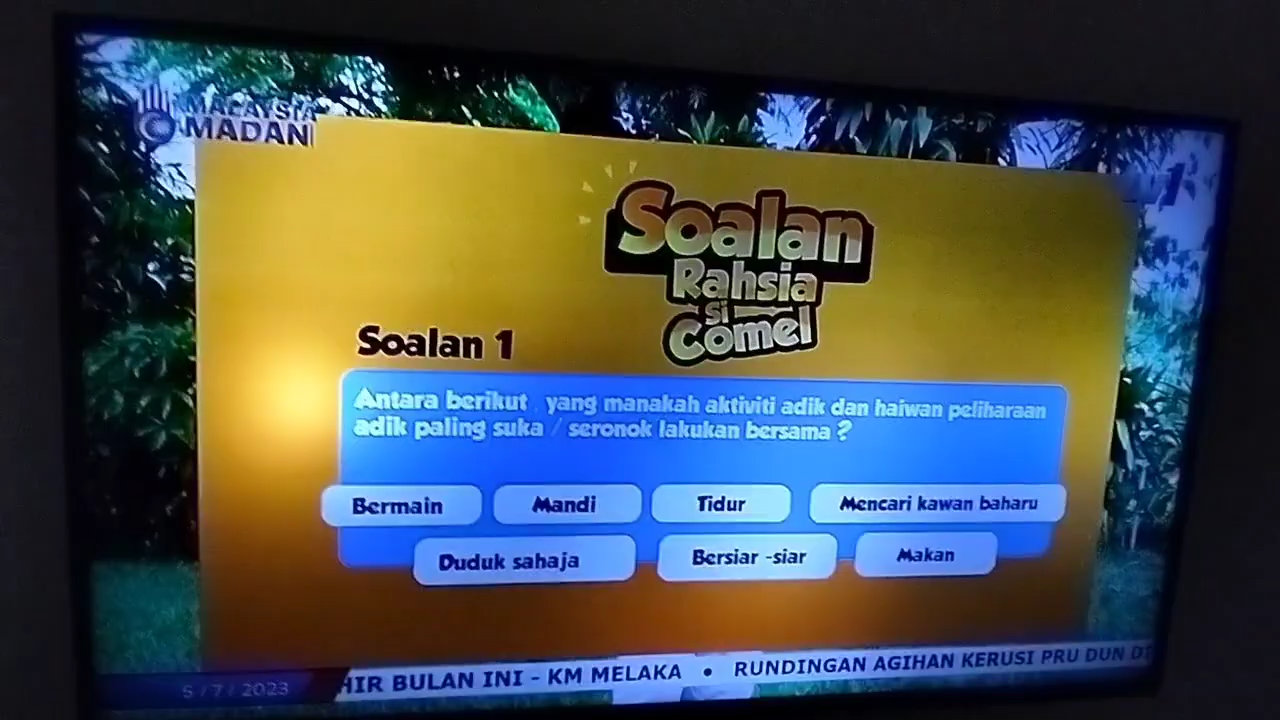 MALAYSIA
MADANI
1
Soalan
Rahsia
si
Comel
Soalan 1
Antara berikut, yang manakah aktiviti adik dan haiwan peliharaan
adik paling suka / seronok lakukan bersama ?
Bermain
Mandi
Tidur
Mencari kawan baharu
Duduk sahaja
Bersiar -siar
Makan
5/7/2023
HIR BULAN INI - KM MELAKA • RUNDINGAN AGIHAN KERUSI PRU DUN